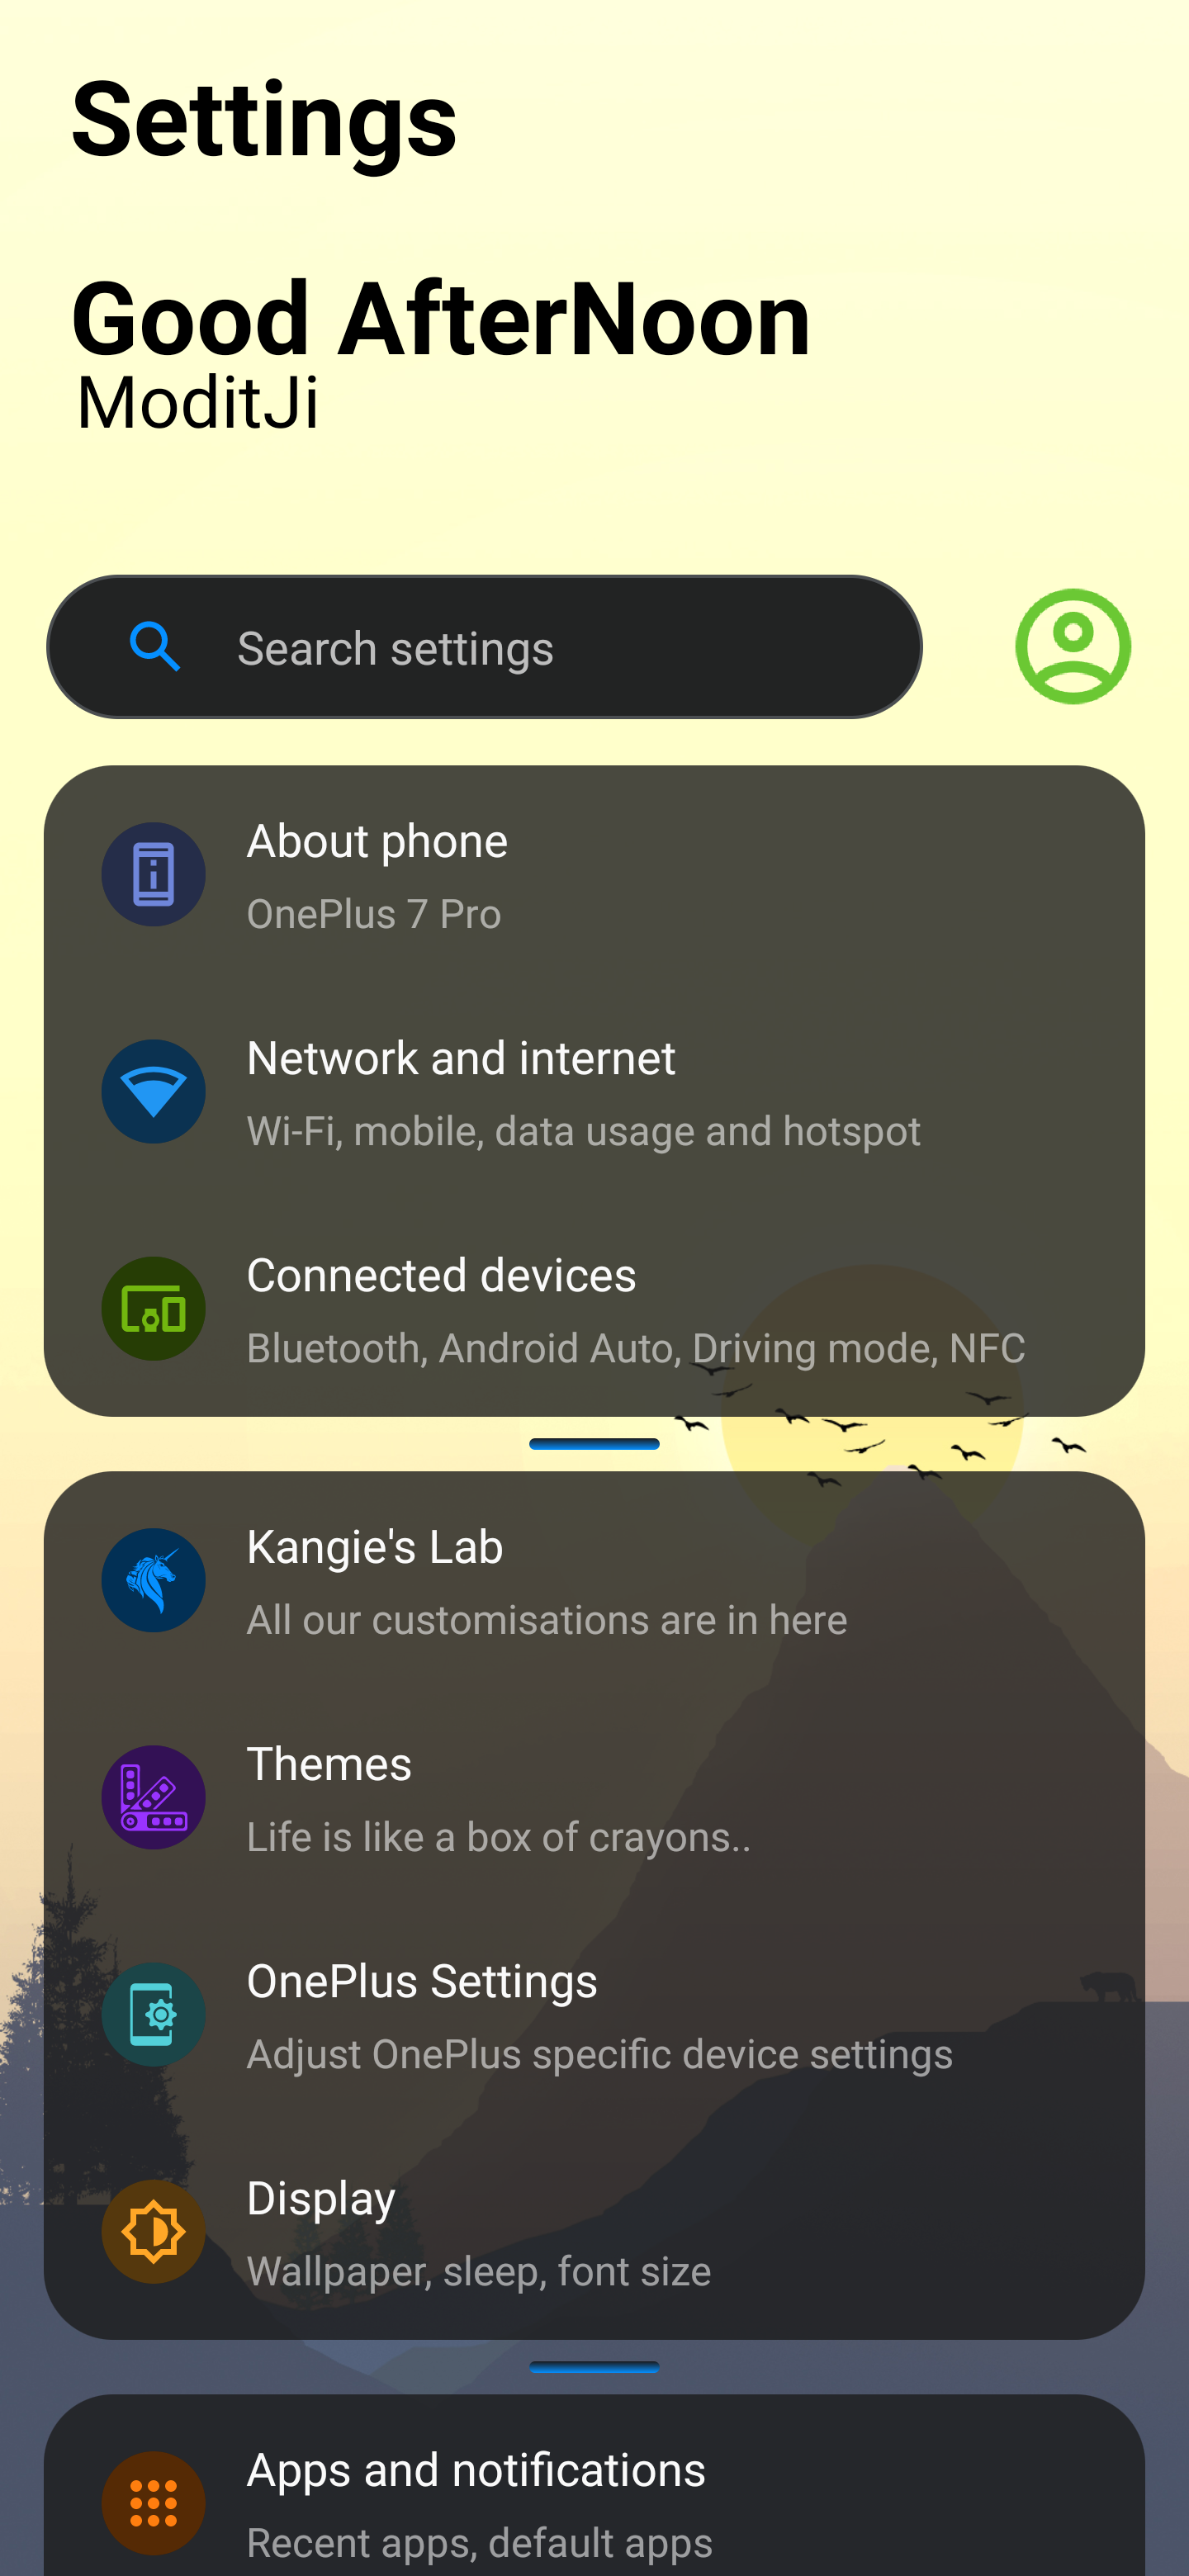 Settings
Good AfterNoon
ModitJi
Search settings
About phone
OnePlus 7 Pro
Network and internet
Wi-Fi, mobile, data usage and hotspot
Connected devices
Bluetooth, Android Auto, Driving mode, NFC
Kangie's Lab
All our customisations are in here
Themes
Life is like a box of crayons..
OnePlus Settings
Adjust OnePlus specific device settings
Display
Wallpaper, sleep, font size
Apps and notifications
Recent apps, default apps